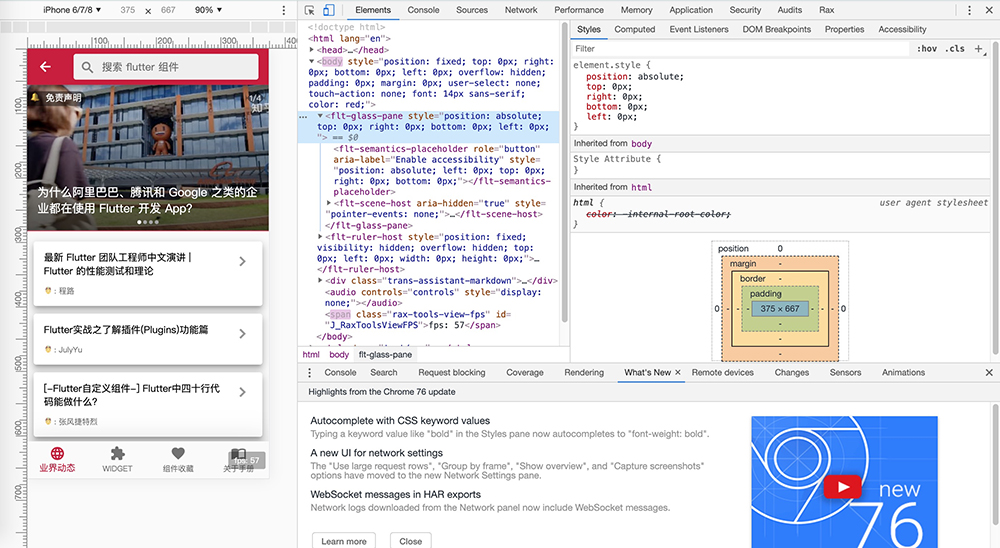 iPhone 6/7/8 ▼ 375 × 667 90% ▼
Elements Console Sources Network Performance Memory Application Security Audits Rax
100 200 300 400
搜索 flutter 组件
免责声明
1/4
知
为什么阿里巴巴、腾讯和 Google 之类的企
业都在使用 Flutter 开发 App?
最新 Flutter 团队工程师中文演讲 |
Flutter 的性能测试和理论
: 程路
Flutter实战之了解插件(Plugins)功能篇
: JulyYu
[-Flutter自定义组件-] Flutter中四十行代
码能做什么?
: 张风捷特烈
业界动态 WIDGET 组件收藏 关于手册
fps: 57
100
200
300
400
500
600
700
<!doctype html>
<html lang="en">
▶<head>…</head>
▼<body style="position: fixed; top: 0px; right:
0px; bottom: 0px; left: 0px; overflow: hidden;
padding: 0px; margin: 0px; user-select: none;
touch-action: none; font: 14px sans-serif;
color: red;">
… ▼<flt-glass-pane style="position: absolute;
top: 0px; right: 0px; bottom: 0px; left: 0px;
"> == $0
<flt-semantics-placeholder role="button"
aria-label="Enable accessibility" style=
"position: absolute; left: 0px; top: 0px;
right: 0px; bottom: 0px;"></flt-semantics-
placeholder>
▶<flt-scene-host aria-hidden="true" style=
"pointer-events: none;">…</flt-scene-host>
</flt-glass-pane>
▶<flt-ruler-host style="position: fixed;
visibility: hidden; overflow: hidden; top:
0px; left: 0px; width: 0px; height: 0px;">…
</flt-ruler-host>
▶<div class="trans-assistant-markdown">…</div>
<audio controls="controls" style="display:
none;"></audio>
<span class="rax-tools-view-fps" id=
"J_RaxToolsViewFPS">fps: 57</span>
</body>
html body flt-glass-pane
Styles Computed Event Listeners DOM Breakpoints Properties Accessibility
Filter :hov .cls +
element.style {
position: absolute;
top: 0px;
right: 0px;
bottom: 0px;
left: 0px;
}
Inherited from body
Style Attribute {
}
Inherited from html
html { user agent stylesheet
color: -internal-root-color;
}
position 0
margin -
border -
padding -
0 - - - 375 × 667 - - - 0
-
-
-
Console Search Request blocking Coverage Rendering What's New × Remote devices Changes Sensors Animations
Highlights from the Chrome 76 update
Autocomplete with CSS keyword values
Typing a keyword value like "bold" in the Styles pane now autocompletes to "font-weight: bold".
A new UI for network settings
The "Use large request rows", "Group by frame", "Show overview", and "Capture screenshots"
options have moved to the new Network Settings pane.
WebSocket messages in HAR exports
Network logs downloaded from the Network panel now include WebSocket messages.
Learn more Close
new
76